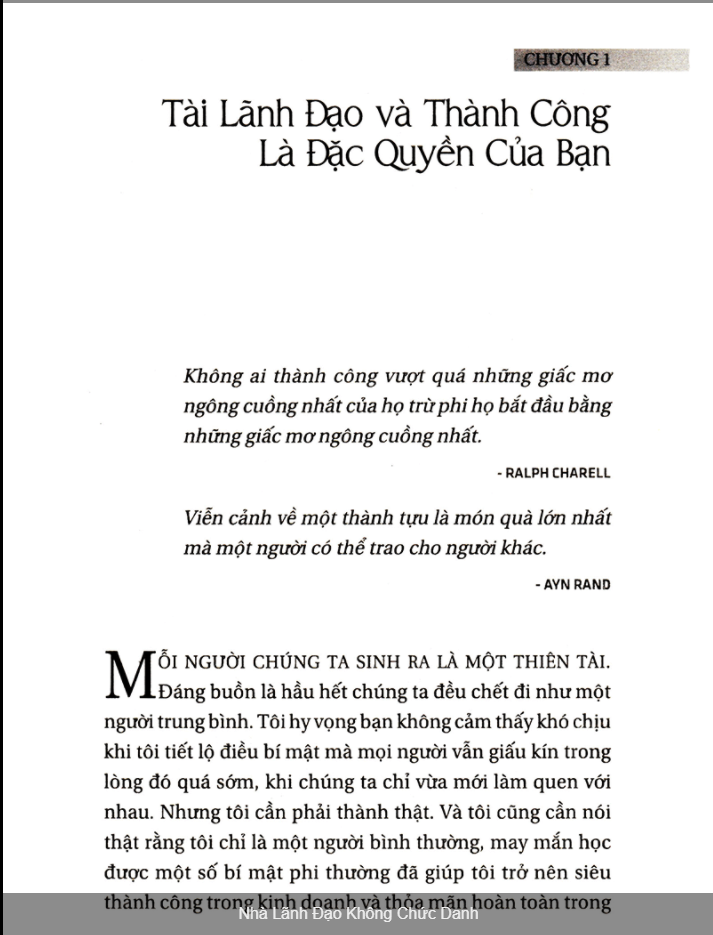 CHƯƠNG 1
Tài Lãnh Đạo và Thành Công
Là Đặc Quyền Của Bạn
Không ai thành công vượt quá những giấc mơ
ngông cuồng nhất của họ trừ phi họ bắt đầu bằng
những giấc mơ ngông cuồng nhất.
- RALPH CHARELL
Viễn cảnh về một thành tựu là món quà lớn nhất
mà một người có thể trao cho người khác.
- AYN RAND
MỖI NGƯỜI CHÚNG TA SINH RA LÀ MỘT THIÊN TÀI.
Đáng buồn là hầu hết chúng ta đều chết đi như một
người trung bình. Tôi hy vọng bạn không cảm thấy khó chịu
khi tôi tiết lộ điều bí mật mà mọi người vẫn giấu kín trong
lòng đó quá sớm, khi chúng ta chỉ vừa mới làm quen với
nhau. Nhưng tôi cần phải thành thật. Và tôi cũng cần nói
thật rằng tôi chỉ là một người bình thường, may mắn học
được một số bí mật phi thường đã giúp tôi trở nên siêu
thành công trong kinh doanh và thỏa mãn hoàn toàn trong
Nhà Lãnh Đạo Không Chức Danh